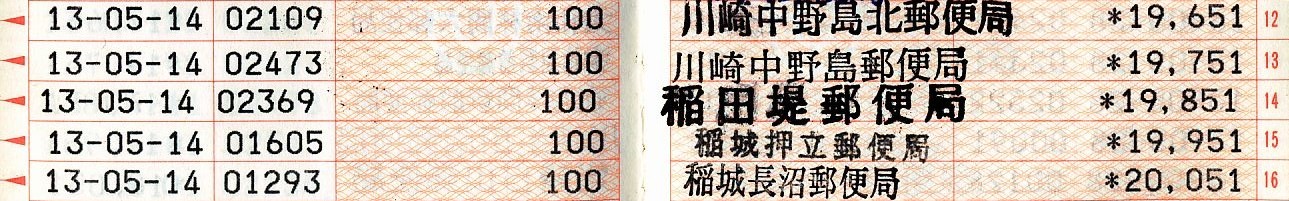 13-05-14 02109 100 川崎中野島北郵便局 *19,651 12
13-05-14 02473 100 川崎中野島郵便局 *19,751 13
13-05-14 02369 100 稲田堤郵便局 *19,851 14
13-05-14 01605 100 稲城押立郵便局 *19,951 15
13-05-14 01293 100 稲城長沼郵便局 *20,051 16